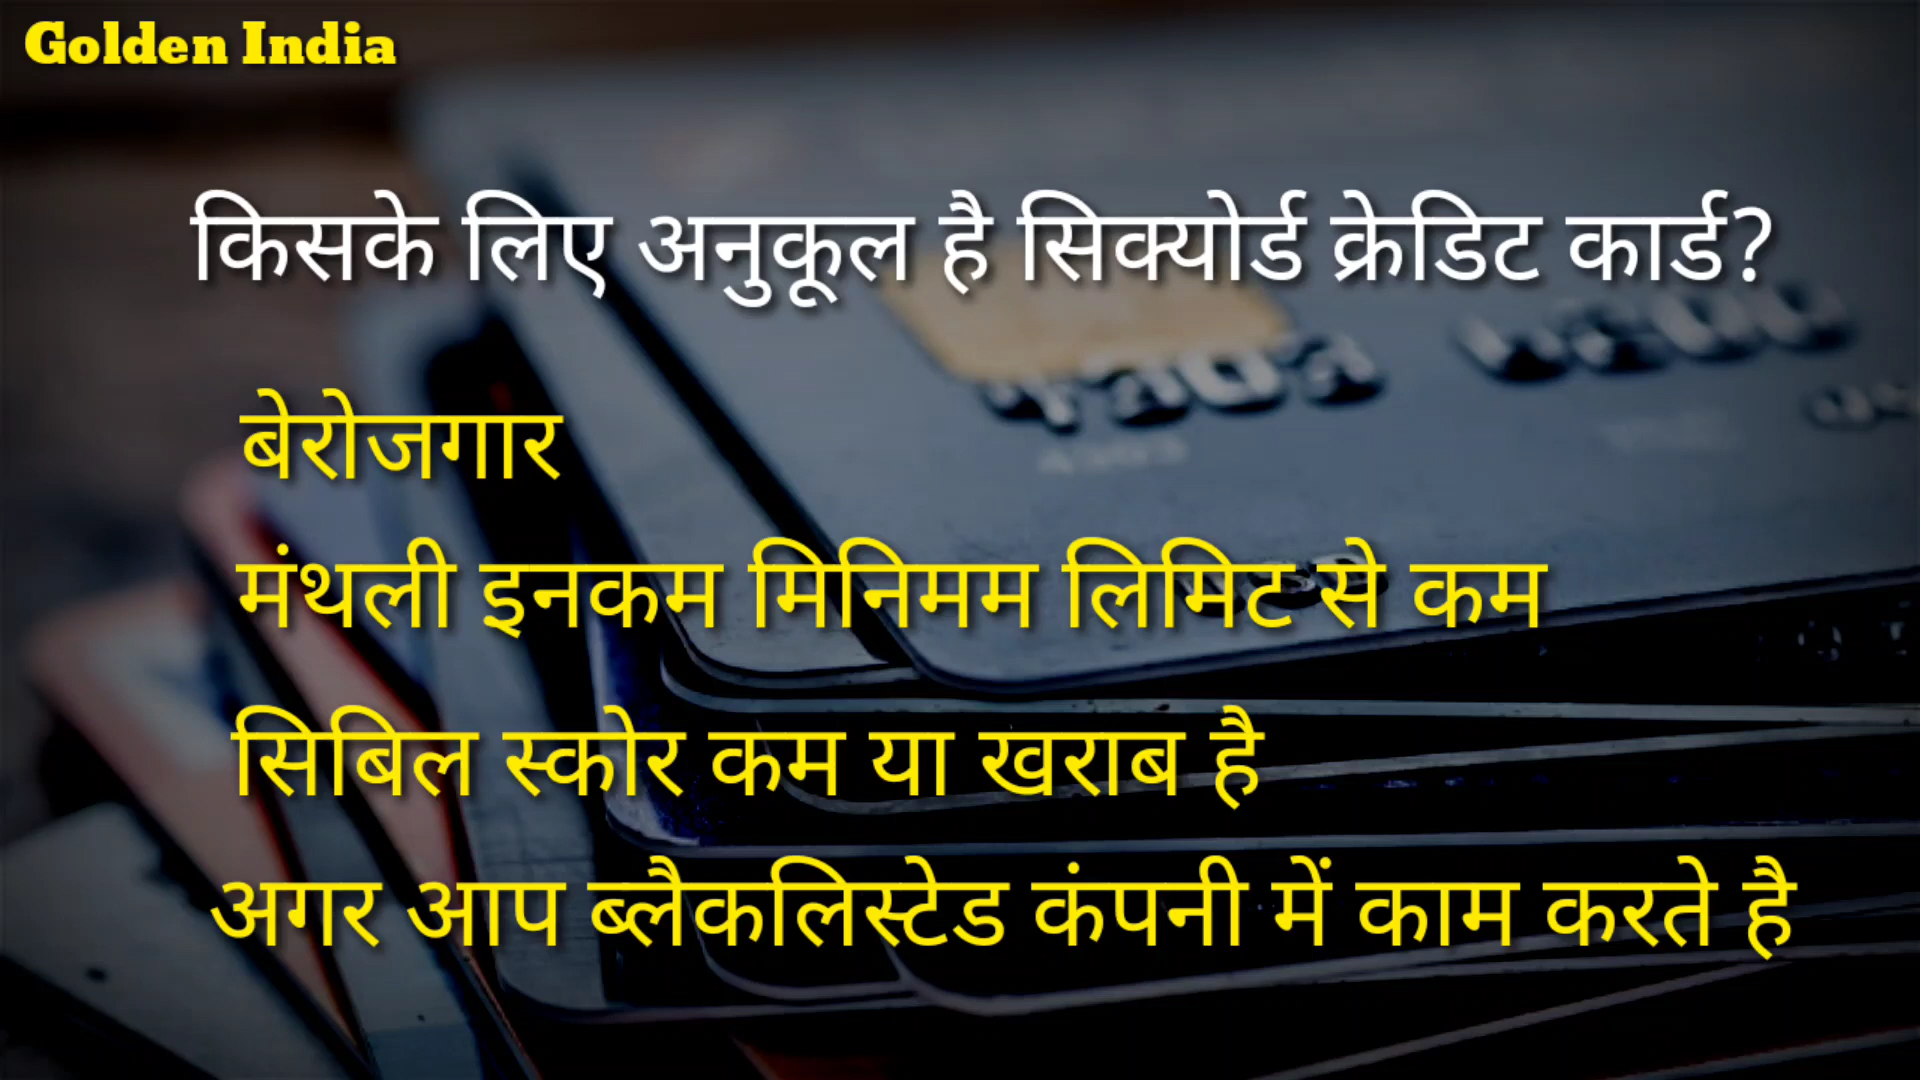 Golden India
किसके लिए अनुकूल है सिक्योर्ड क्रेडिट कार्ड?
बेरोजगार
मंथली इनकम मिनिमम लिमिट से कम
सिबिल स्कोर कम या खराब है
अगर आप ब्लैकलिस्टेड कंपनी में काम करते है